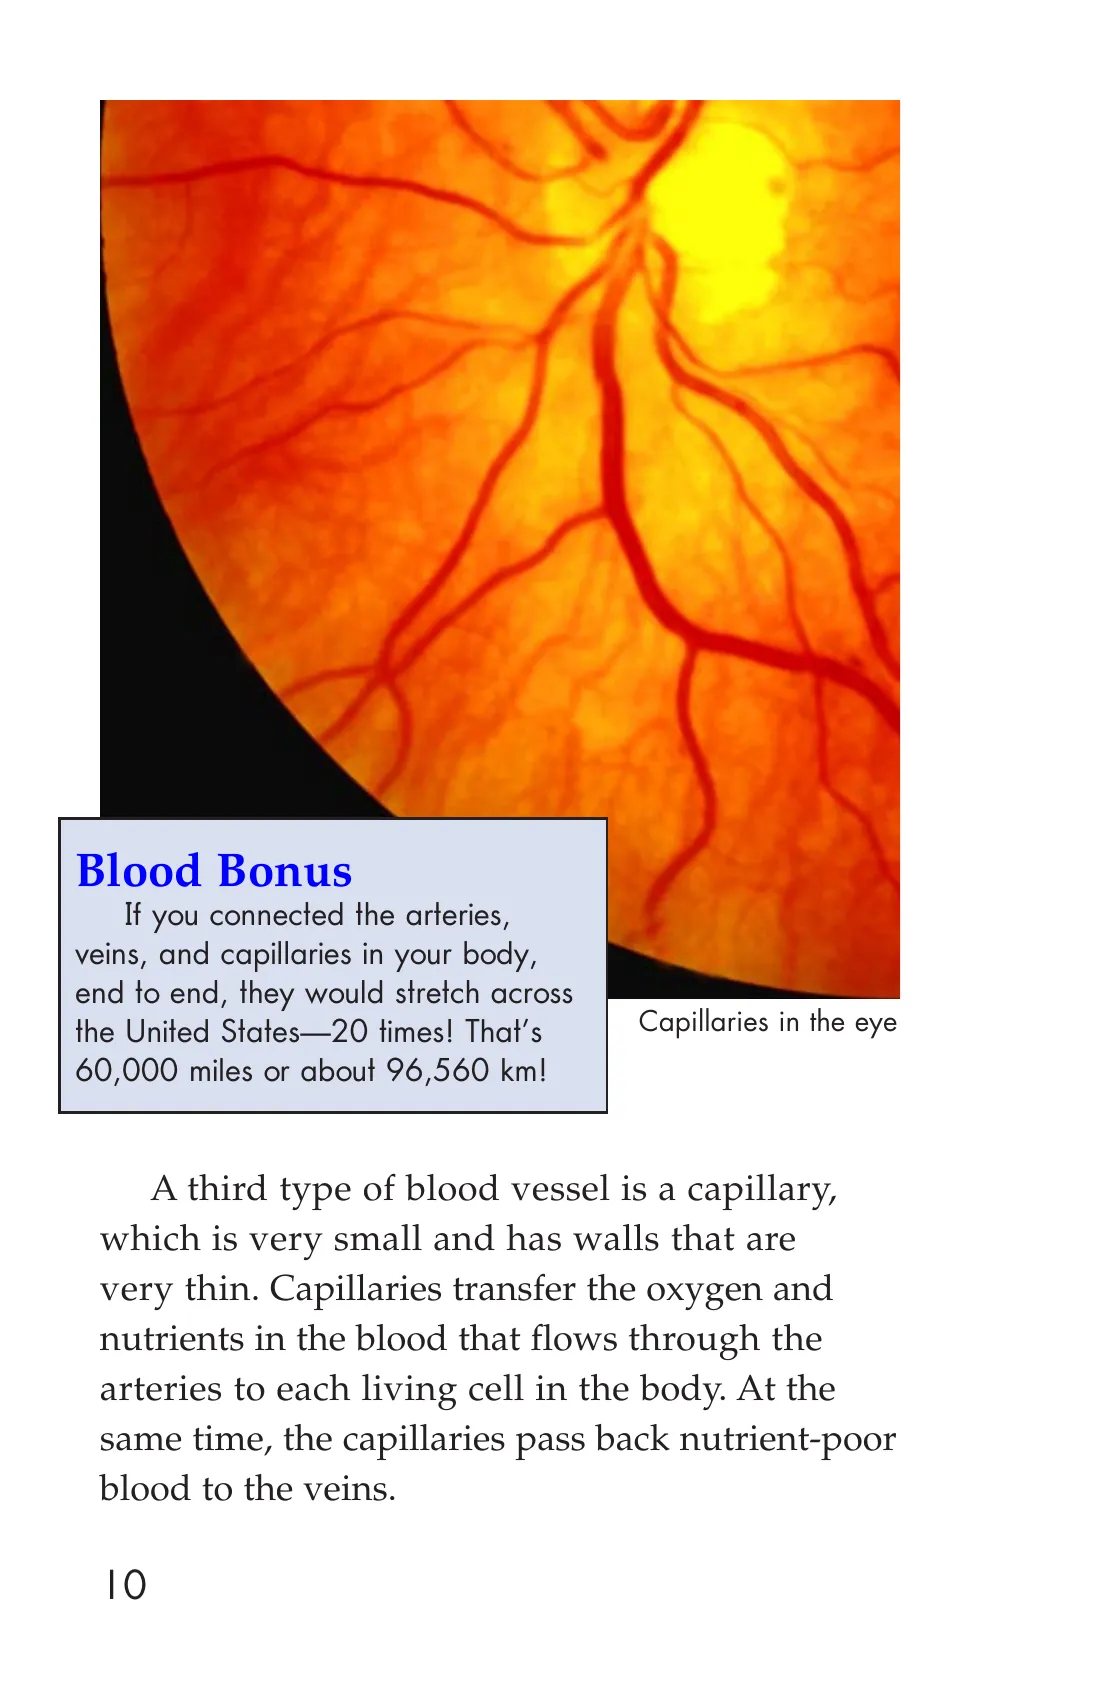 Blood Bonus
If you connected the arteries,
veins, and capillaries in your body,
end to end, they would stretch across
the United States—20 times! That’s
60,000 miles or about 96,560 km!
Capillaries in the eye
A third type of blood vessel is a capillary,
which is very small and has walls that are
very thin. Capillaries transfer the oxygen and
nutrients in the blood that flows through the
arteries to each living cell in the body. At the
same time, the capillaries pass back nutrient-poor
blood to the veins.
10